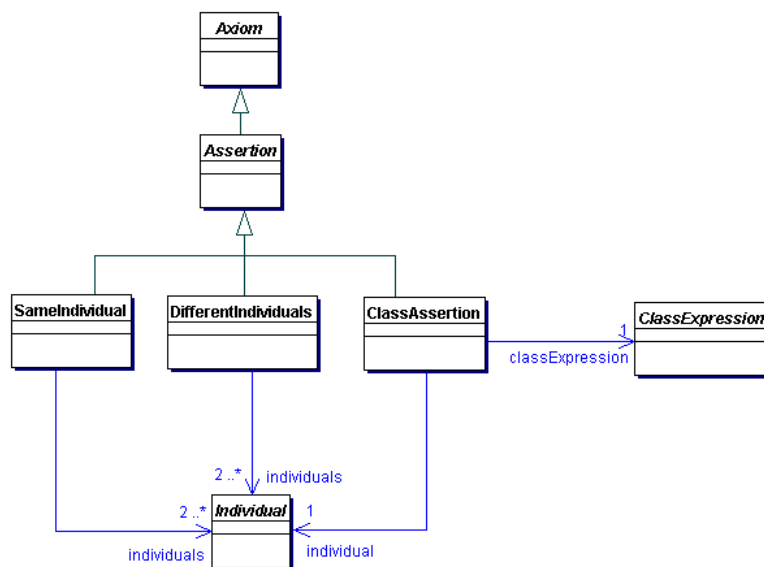 Axiom
Assertion
SameIndividual
DifferentIndividuals
ClassAssertion
ClassExpression
1
classExpression
2 ..*
individuals
2 ..*
Individual
1
individuals
individual